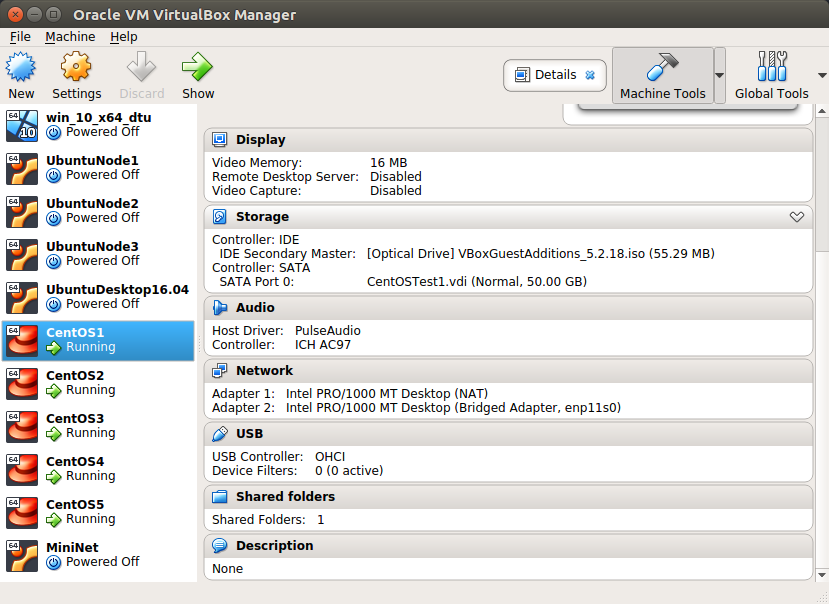 Oracle VM VirtualBox Manager
File Machine Help
New Settings Discard Show Details Machine Tools Global Tools
64 10 win_10_x64_dtu
Powered Off
64 UbuntuNode1
Powered Off
64 UbuntuNode2
Powered Off
64 UbuntuNode3
Powered Off
64 UbuntuDesktop16.04
Powered Off
64 CentOS1
Running
64 CentOS2
Running
64 CentOS3
Running
64 CentOS4
Running
64 CentOS5
Running
64 MiniNet
Powered Off
Display
Video Memory: 16 MB
Remote Desktop Server: Disabled
Video Capture: Disabled
Storage
Controller: IDE
IDE Secondary Master: [Optical Drive] VBoxGuestAdditions_5.2.18.iso (55.29 MB)
Controller: SATA
SATA Port 0: CentOSTest1.vdi (Normal, 50.00 GB)
Audio
Host Driver: PulseAudio
Controller: ICH AC97
Network
Adapter 1: Intel PRO/1000 MT Desktop (NAT)
Adapter 2: Intel PRO/1000 MT Desktop (Bridged Adapter, enp11s0)
USB
USB Controller: OHCI
Device Filters: 0 (0 active)
Shared folders
Shared Folders: 1
Description
None